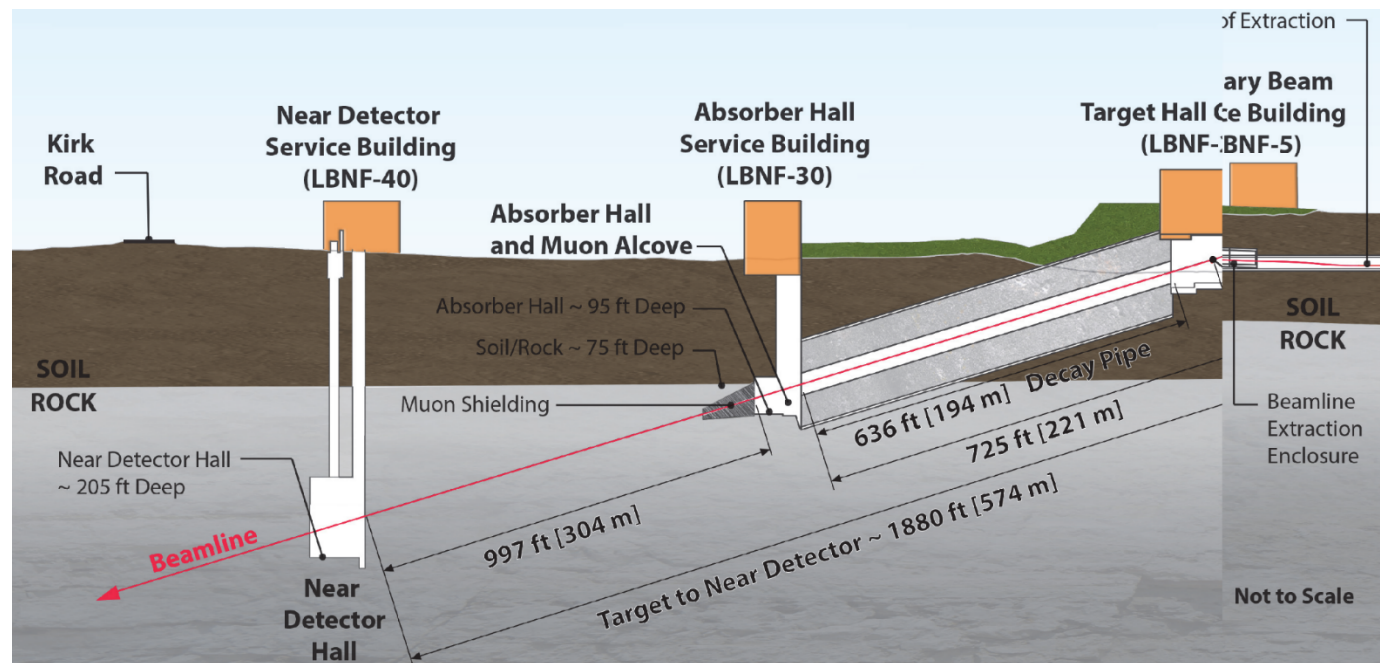 of Extraction
ary Beam
Near Detector
Service Building
(LBNF-40)
Absorber Hall
Service Building
(LBNF-30)
Target Hall C
(LBNF-
ce Building
BNF-5)
Kirk
Road
Absorber Hall
and Muon Alcove
Absorber Hall ~ 95 ft Deep
Soil/Rock ~ 75 ft Deep
SOIL
ROCK
SOIL
ROCK
Muon Shielding
Decay Pipe
636 ft [194 m]
725 ft [221 m]
Beamline
Extraction
Enclosure
Near Detector Hall
~ 205 ft Deep
997 ft [304 m]
Target to Near Detector ~ 1880 ft [574 m]
Beamline
Near
Detector
Hall
Not to Scale